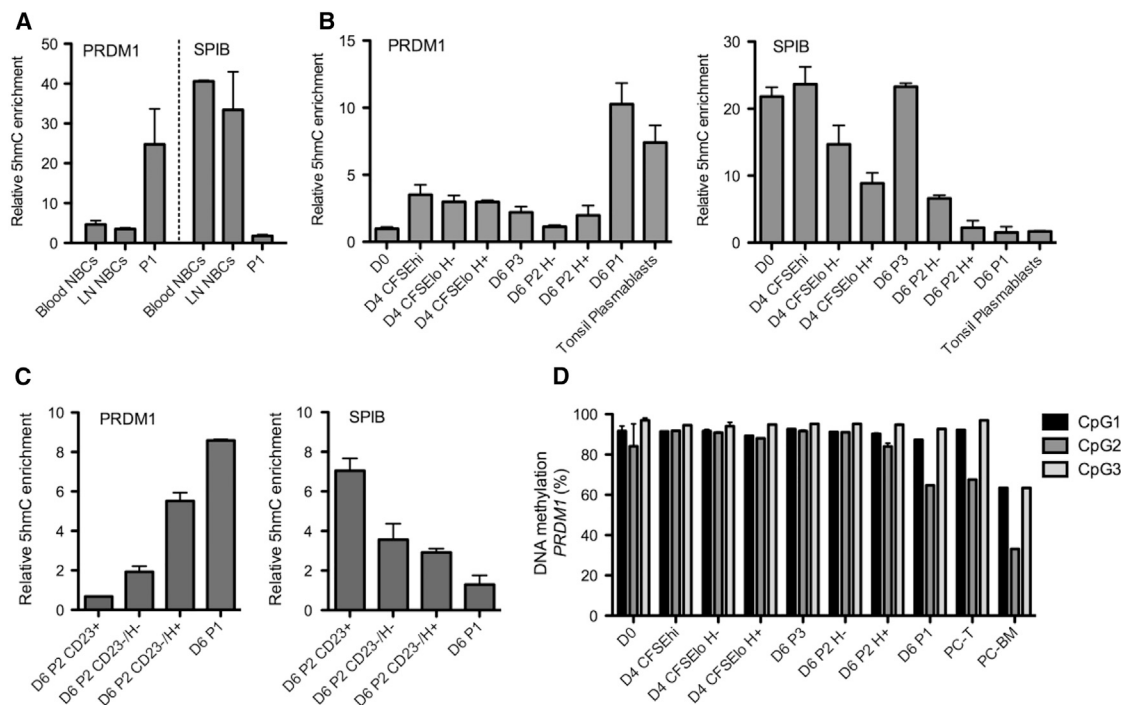 A
Relative 5hmC enrichment
50
40
30
20
10
0
PRDM1
SPIB
Blood NBCs
LN NBCs
P1
Blood NBCs
LN NBCs
P1
B
Relative 5hmC enrichment
15
10
5
0
PRDM1
D0
D4 CFSEhi
D4 CFSElo H-
D4 CFSElo H+
D6 P3
D6 P2 H-
D6 P2 H+
D6 P1
Tonsil Plasmablasts
Relative 5hmC enrichment
30
20
10
0
SPIB
D0
D4 CFSEhi
D4 CFSElo H-
D4 CFSElo H+
D6 P3
D6 P2 H-
D6 P2 H+
D6 P1
Tonsil Plasmablasts
C
Relative 5hmC enrichment
10
8
6
4
2
0
PRDM1
D6 P2 CD23+
D6 P2 CD23-/H-
D6 P2 CD23-/H+
D6 P1
Relative 5hmC enrichment
10
8
6
4
2
0
SPIB
D6 P2 CD23+
D6 P2 CD23-/H-
D6 P2 CD23-/H+
D6 P1
D
DNA methylation
PRDM1 (%)
100
80
60
40
20
0
D0
D4 CFSEhi
D4 CFSElo H-
D4 CFSElo H+
D6 P3
D6 P2 H-
D6 P2 H+
D6 P1
PC-T
PC-BM
CpG1
CpG2
CpG3